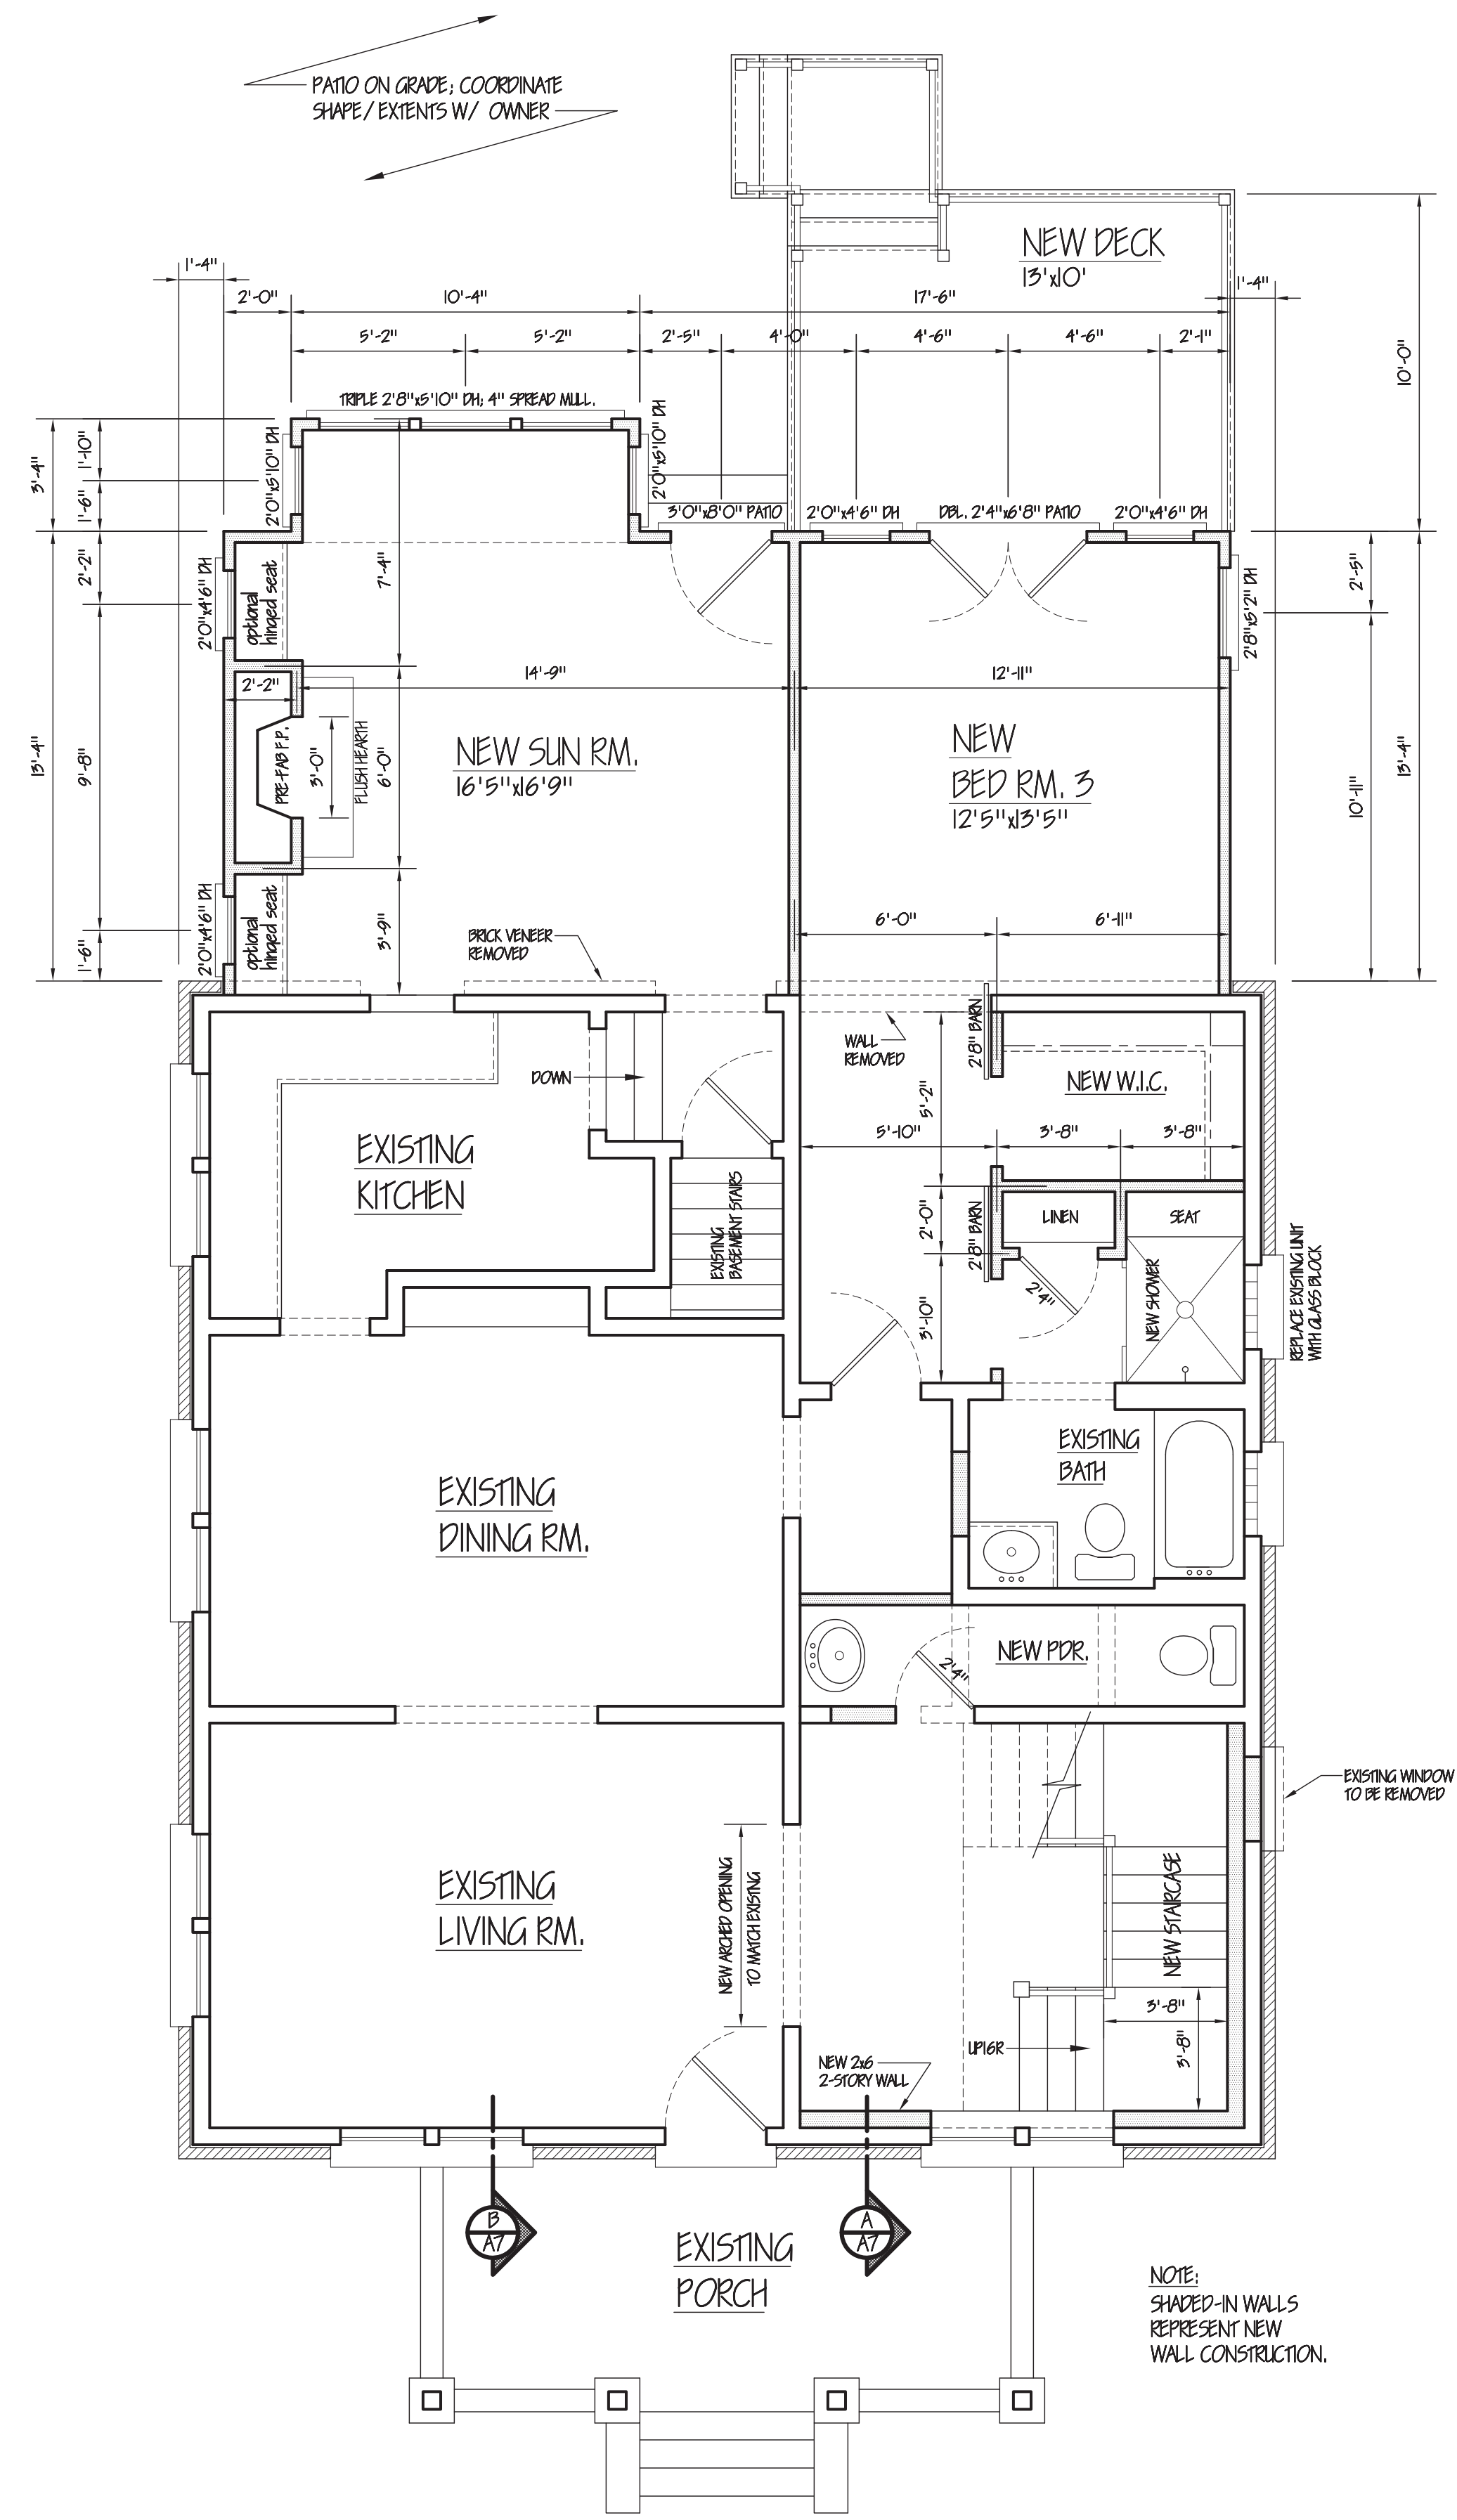 PATIO ON GRADE; COORDINATE
SHAPE/ EXTENTS W/ OWNER
NEW DECK
13'x10'
1'-4"
1'-4"
2'-0"
10'-4"
17'-6"
5'-2"
5'-2"
2'-5"
4'-0"
4'-6"
4'-6"
2'-1"
10'-0"
TRIPLE 2'8"x5'10" DH; 4" SPREAD MULL.
2'0"x5'10" DH
2'0"x5'10" DH
3'-4"
1'-10"
1'-6"
3'0"x8'0" PATIO
2'0"x4'6" DH
DBL. 2'4"x6'8" PATIO
2'0"x4'6" DH
2'-2"
2'0"x4'6" DH
optional
hinged seat
7'-4"
2'-5"
2'8"x5'2" DH
2'-2"
14'-9"
12'-11"
13'-4"
9'-8"
PRE-FAB F.P.
3'-0"
FLUSH HEARTH
6'-0"
NEW SUN RM.
16'5"x16'9"
NEW
BED RM. 3
12'5"x13'5"
10'-11"
13'-4"
1'-6"
2'0"x4'6" DH
optional
hinged seat
3'-9"
BRICK VENEER
REMOVED
6'-0"
6'-11"
WALL
REMOVED
2'8" BARN
NEW W.I.C.
DOWN
5'-2"
5'-10"
3'-8"
3'-8"
EXISTING
KITCHEN
EXISTING
BASEMENT STAIRS
2'-0"
2'8" BARN
LINEN
SEAT
2'4"
NEW SHOWER
3'-10"
REPLACE EXISTING UNIT
WITH GLASS BLOCK
EXISTING
BATH
EXISTING
DINING RM.
NEW PDR.
2'4"
EXISTING WINDOW
TO BE REMOVED
EXISTING
LIVING RM.
NEW ARCHED OPENING
TO MATCH EXISTING
NEW STAIRCASE
3'-8"
3'-8"
UP16R
NEW 2x6
2-STORY WALL
B
A7
A
A7
EXISTING
PORCH
NOTE:
SHADED-IN WALLS
REPRESENT NEW
WALL CONSTRUCTION.